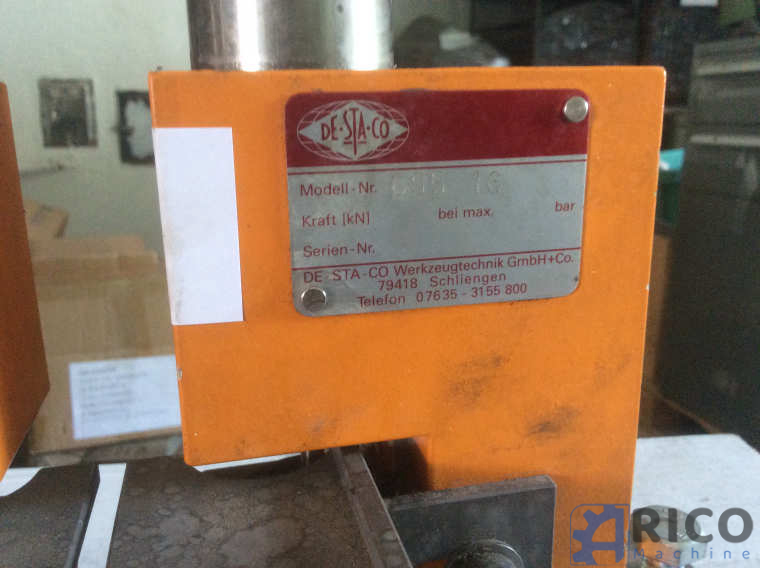 DE-STA-CO
Modell-Nr.
Kraft [kN] bei max. bar
Serien-Nr.
DE-STA-CO Werkzeugtechnik GmbH+Co.
79418 Schliengen
Telefon 07635-3155 800
ARICO
Machine